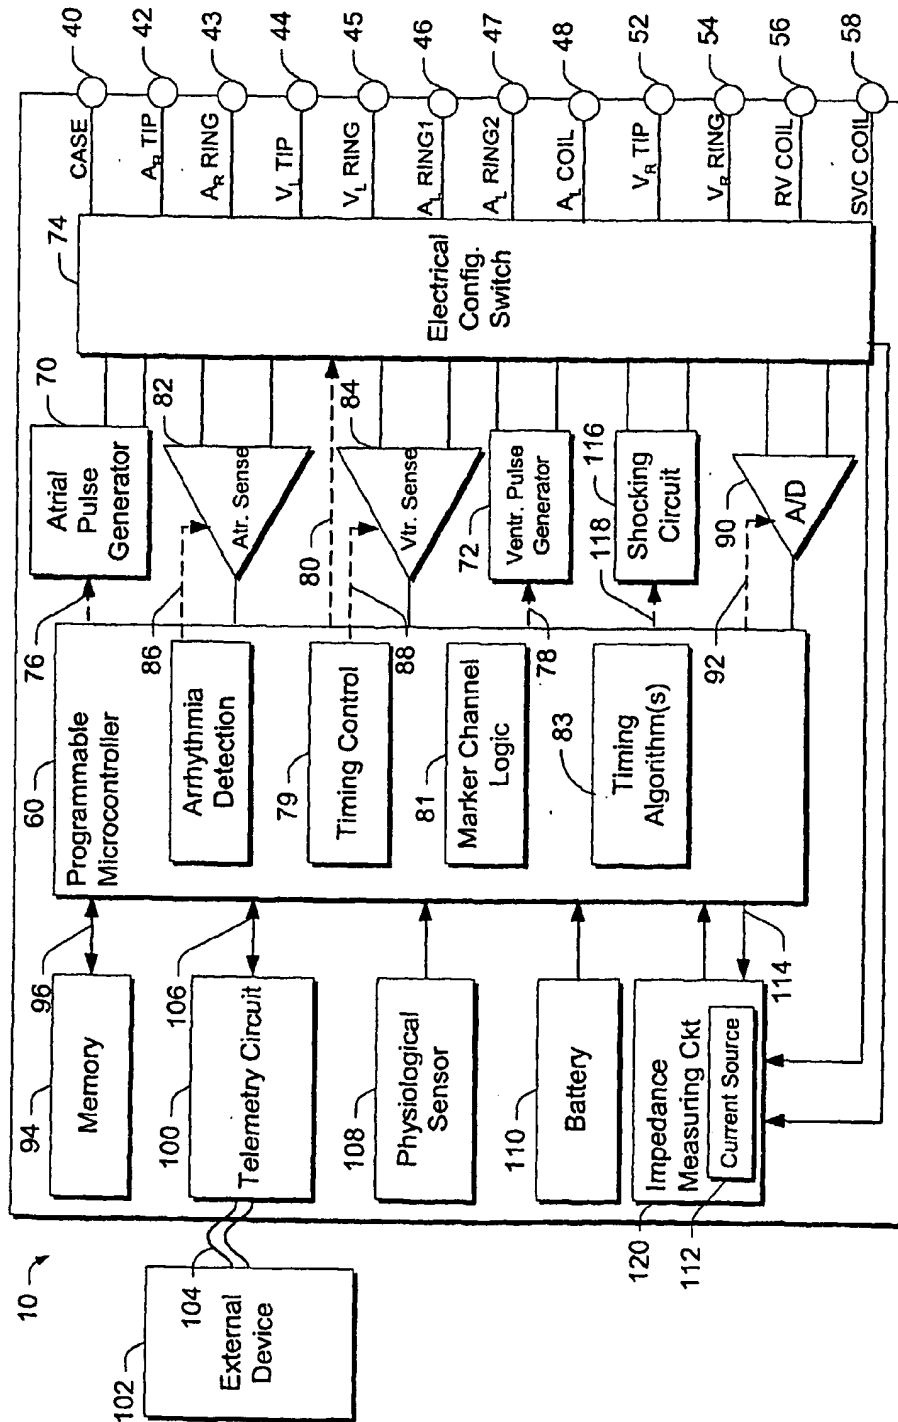 10
102
External
Device
104
94
Memory
96
100
Telemetry Circuit
106
108
Physiological
Sensor
110
Battery
120
Impedance
Measuring Ckt
Current Source
112
114
60
Programmable
Microcontroller
Arrhythmia
Detection
79
Timing Control
81
Marker Channel
Logic
83
Timing
Algorithm(s)
76
86
80
88
78
118
92
70
Atrial
Pulse
Generator
82
Atr. Sense
84
Vtr. Sense
72
Ventr. Pulse
Generator
116
Shocking
Circuit
90
A/D
74
Electrical
Config.
Switch
CASE
40
A_R TIP
42
A_R RING
43
V_L TIP
44
V_L RING
45
A_L RING1
46
A_L RING2
47
A_L COIL
48
V_R TIP
52
V_R RING
54
RV COIL
56
SVC COIL
58